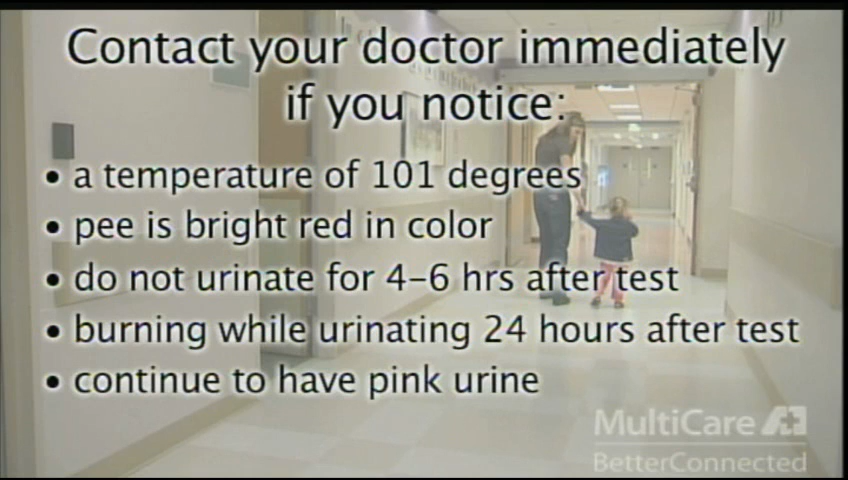 Contact your doctor immediately
if you notice:
• a temperature of 101 degrees
• pee is bright red in color
• do not urinate for 4–6 hrs after test
• burning while urinating 24 hours after test
• continue to have pink urine
MultiCare
BetterConnected